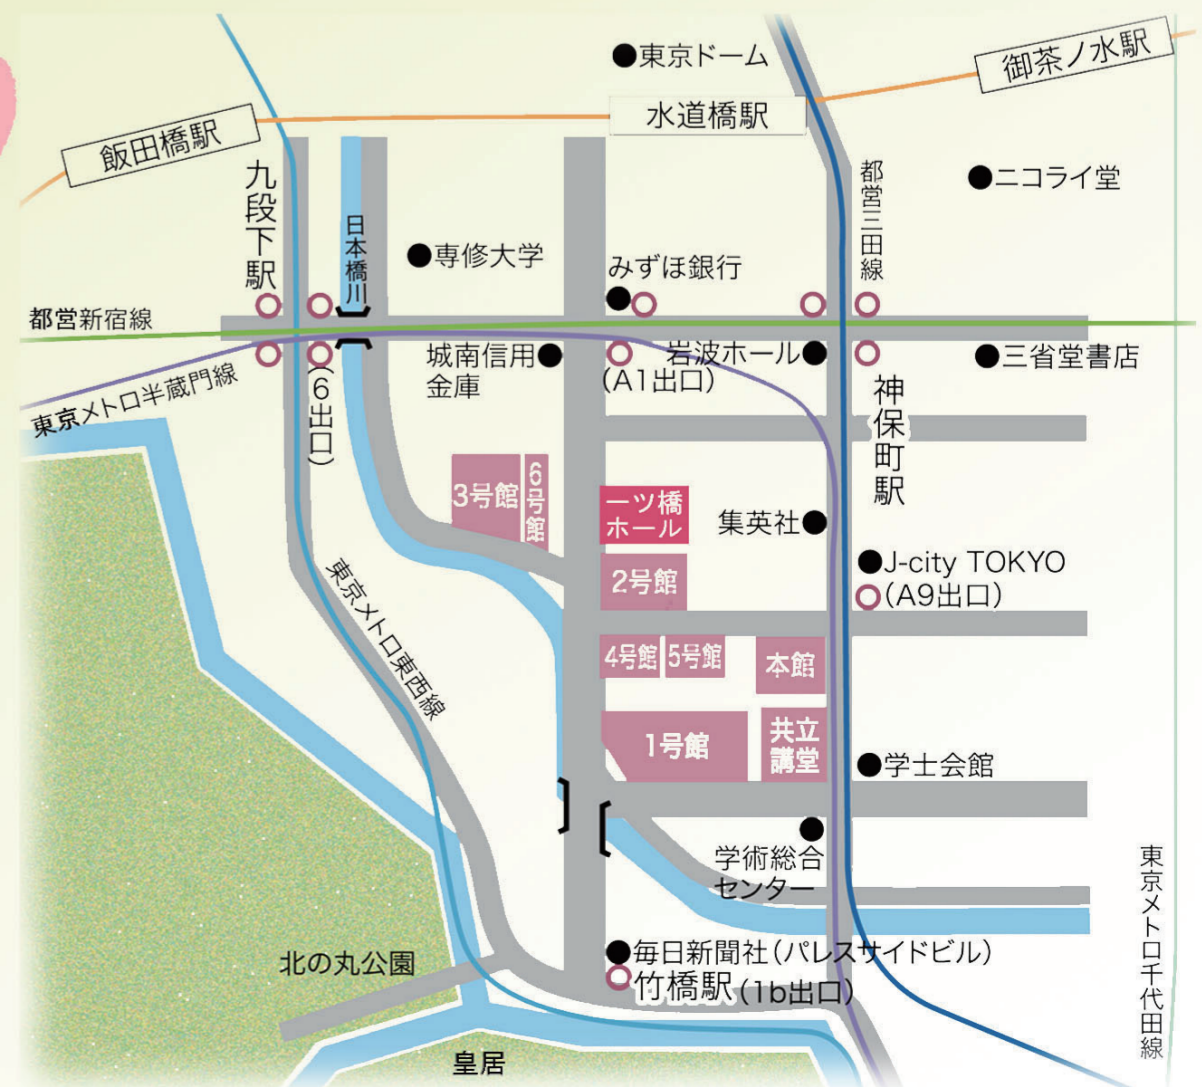 東京ドーム
御茶ノ水駅
水道橋駅
飯田橋駅
九段下駅
日本橋川
専修大学
みずほ銀行
都営三田線
ニコライ堂
都営新宿線
東京メトロ半蔵門線
(6出口)
城南信用
金庫
岩波ホール
(A1出口)
三省堂書店
神保町駅
3号館
6号館
一ツ橋
ホール
集英社
2号館
J-city TOKYO
(A9出口)
東京メトロ東西線
4号館
5号館
本館
1号館
共立
講堂
学士会館
学術総合
センター
東京メトロ千代田線
北の丸公園
毎日新聞社(パレスサイドビル)
竹橋駅(1b出口)
皇居